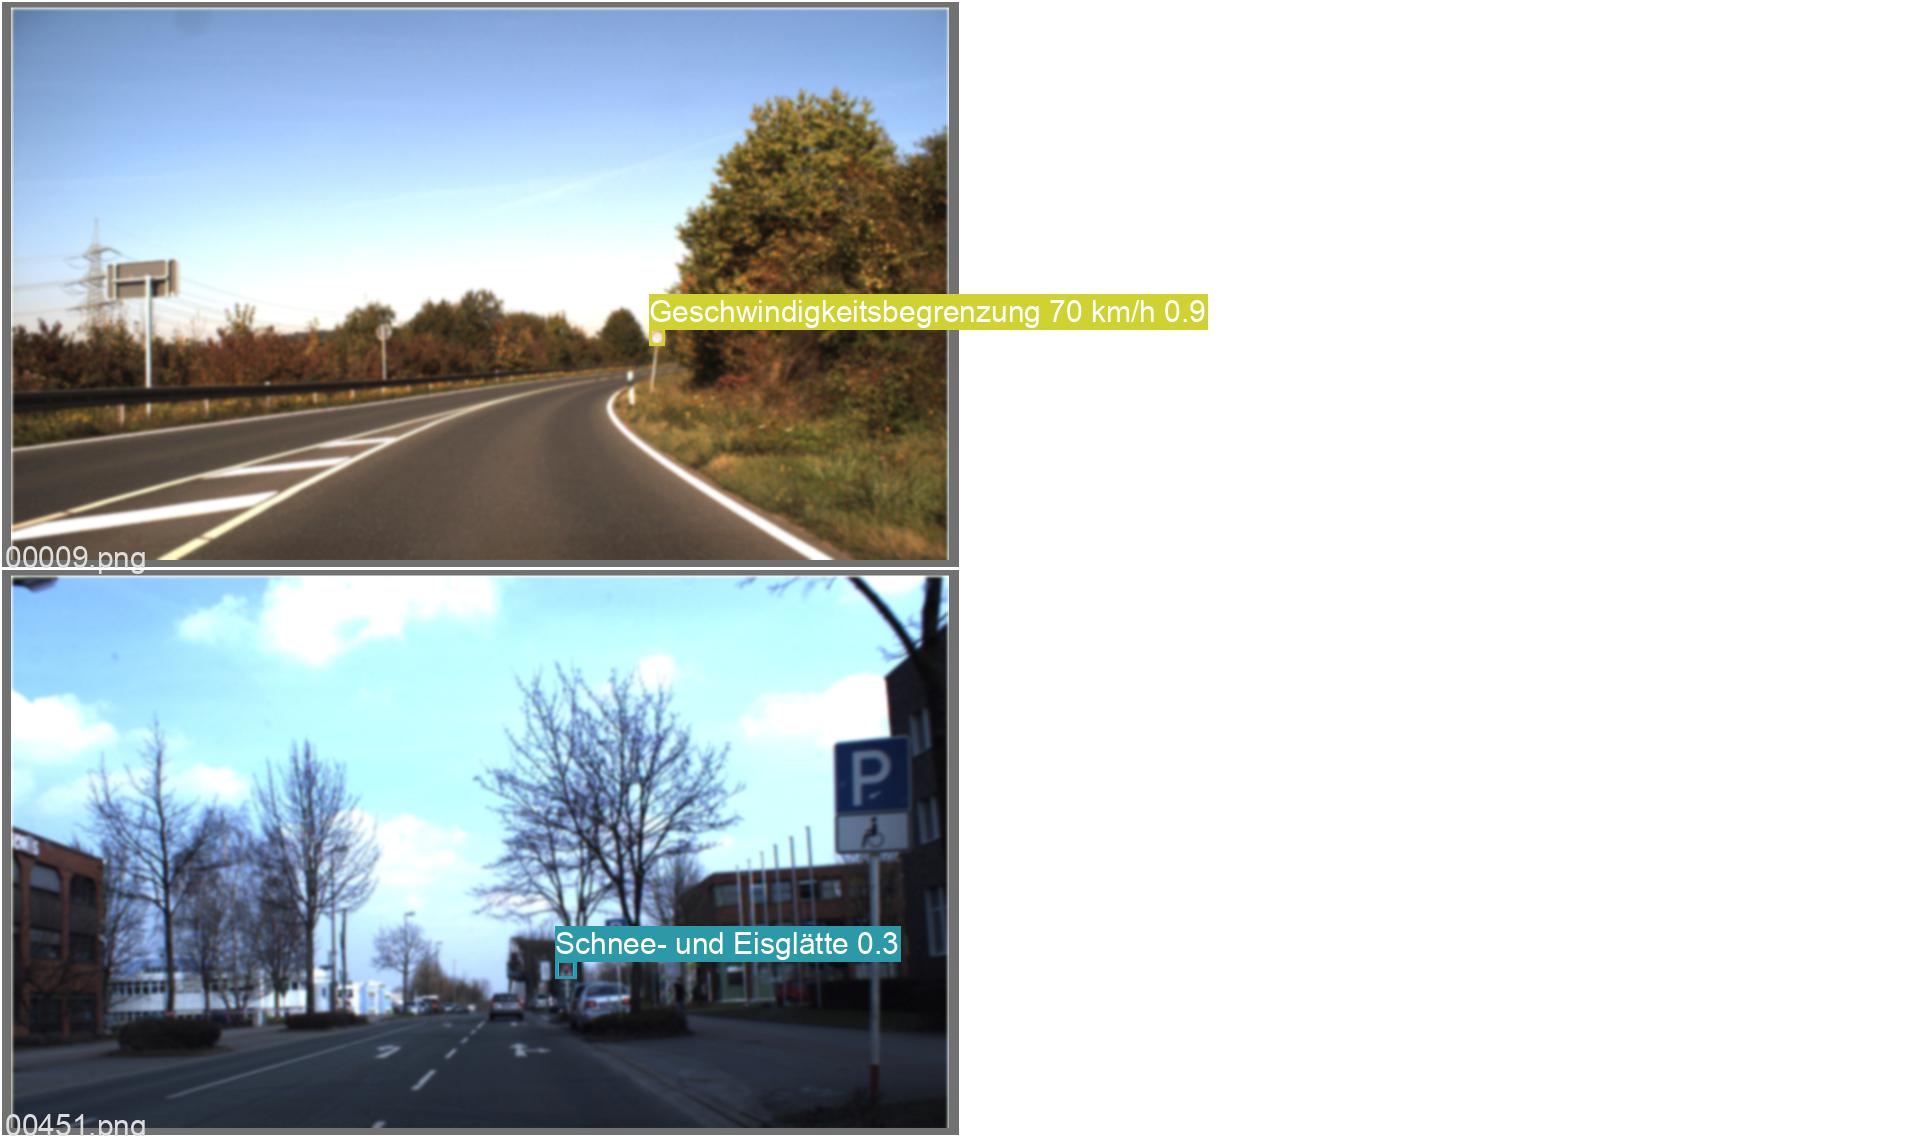 Geschwindigkeitsbegrenzung 70 km/h 0.9
00009.png
P
Schnee- und Eisglätte 0.3
00451.png